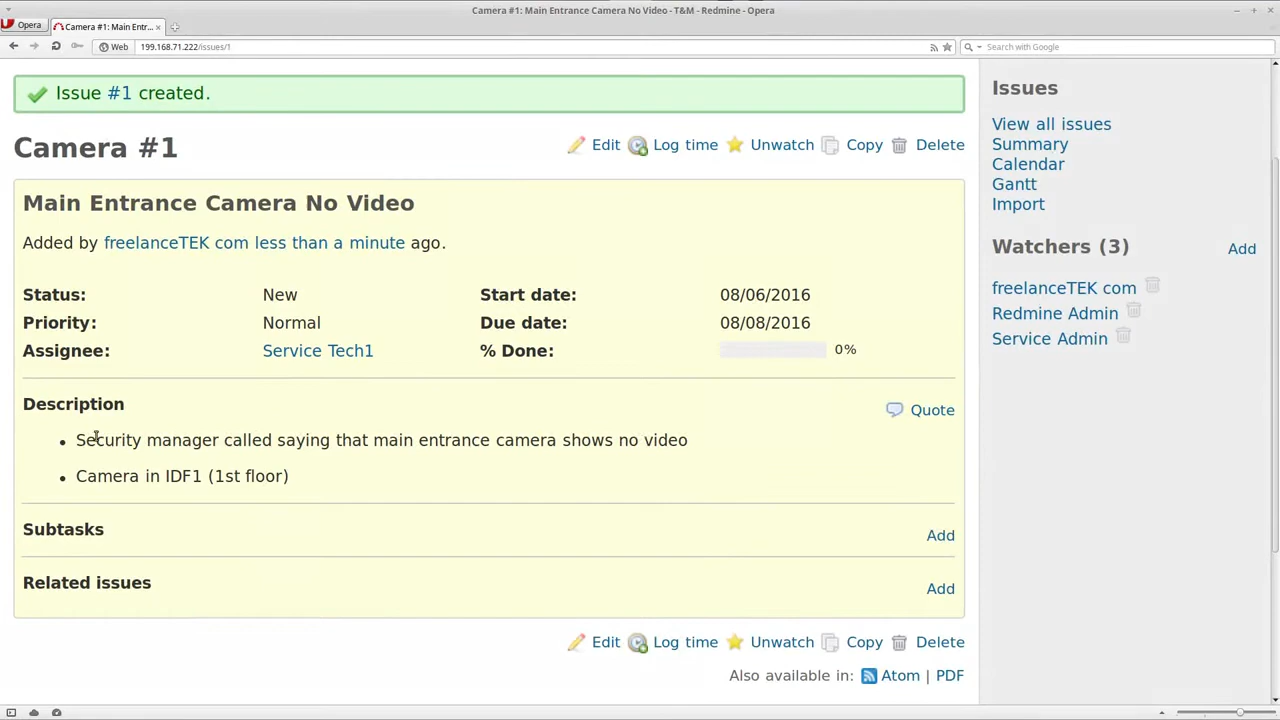 Camera #1: Main Entrance Camera No Video - T&M - Redmine - Opera
Opera
Camera #1: Main Entr...
Web
199.168.71.222/issues/1
Search with Google
Issue #1 created.
Camera #1
Edit Log time Unwatch Copy Delete
Main Entrance Camera No Video
Added by freelanceTEK com less than a minute ago.
Status: New Start date: 08/06/2016
Priority: Normal Due date: 08/08/2016
Assignee: Service Tech1 % Done: 0%
Description
Quote
• Security manager called saying that main entrance camera shows no video
• Camera in IDF1 (1st floor)
Subtasks
Add
Related issues
Add
Edit Log time Unwatch Copy Delete
Also available in: Atom | PDF
Issues
View all issues
Summary
Calendar
Gantt
Import
Watchers (3) Add
freelanceTEK com
Redmine Admin
Service Admin